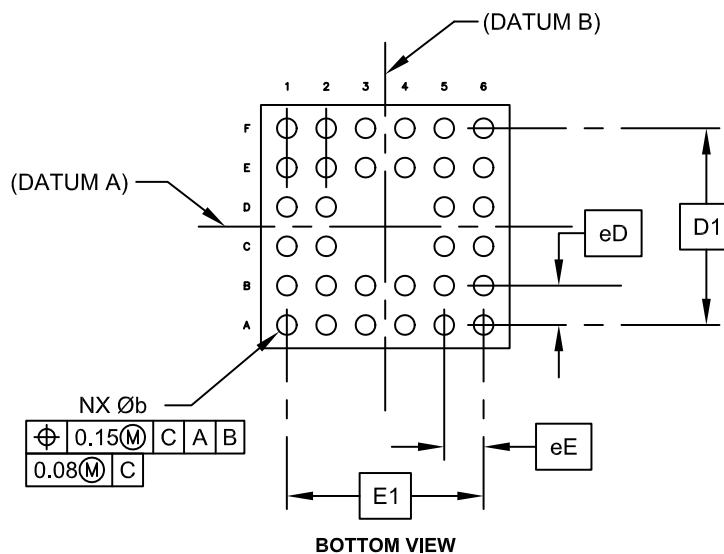 (DATUM B)
1 2 3 4 5 6
F
E
(DATUM A)
D
D1
C
eD
B
A
NX Øb
⌖ 0.15Ⓜ C A B
0.08Ⓜ C
eE
E1
BOTTOM VIEW